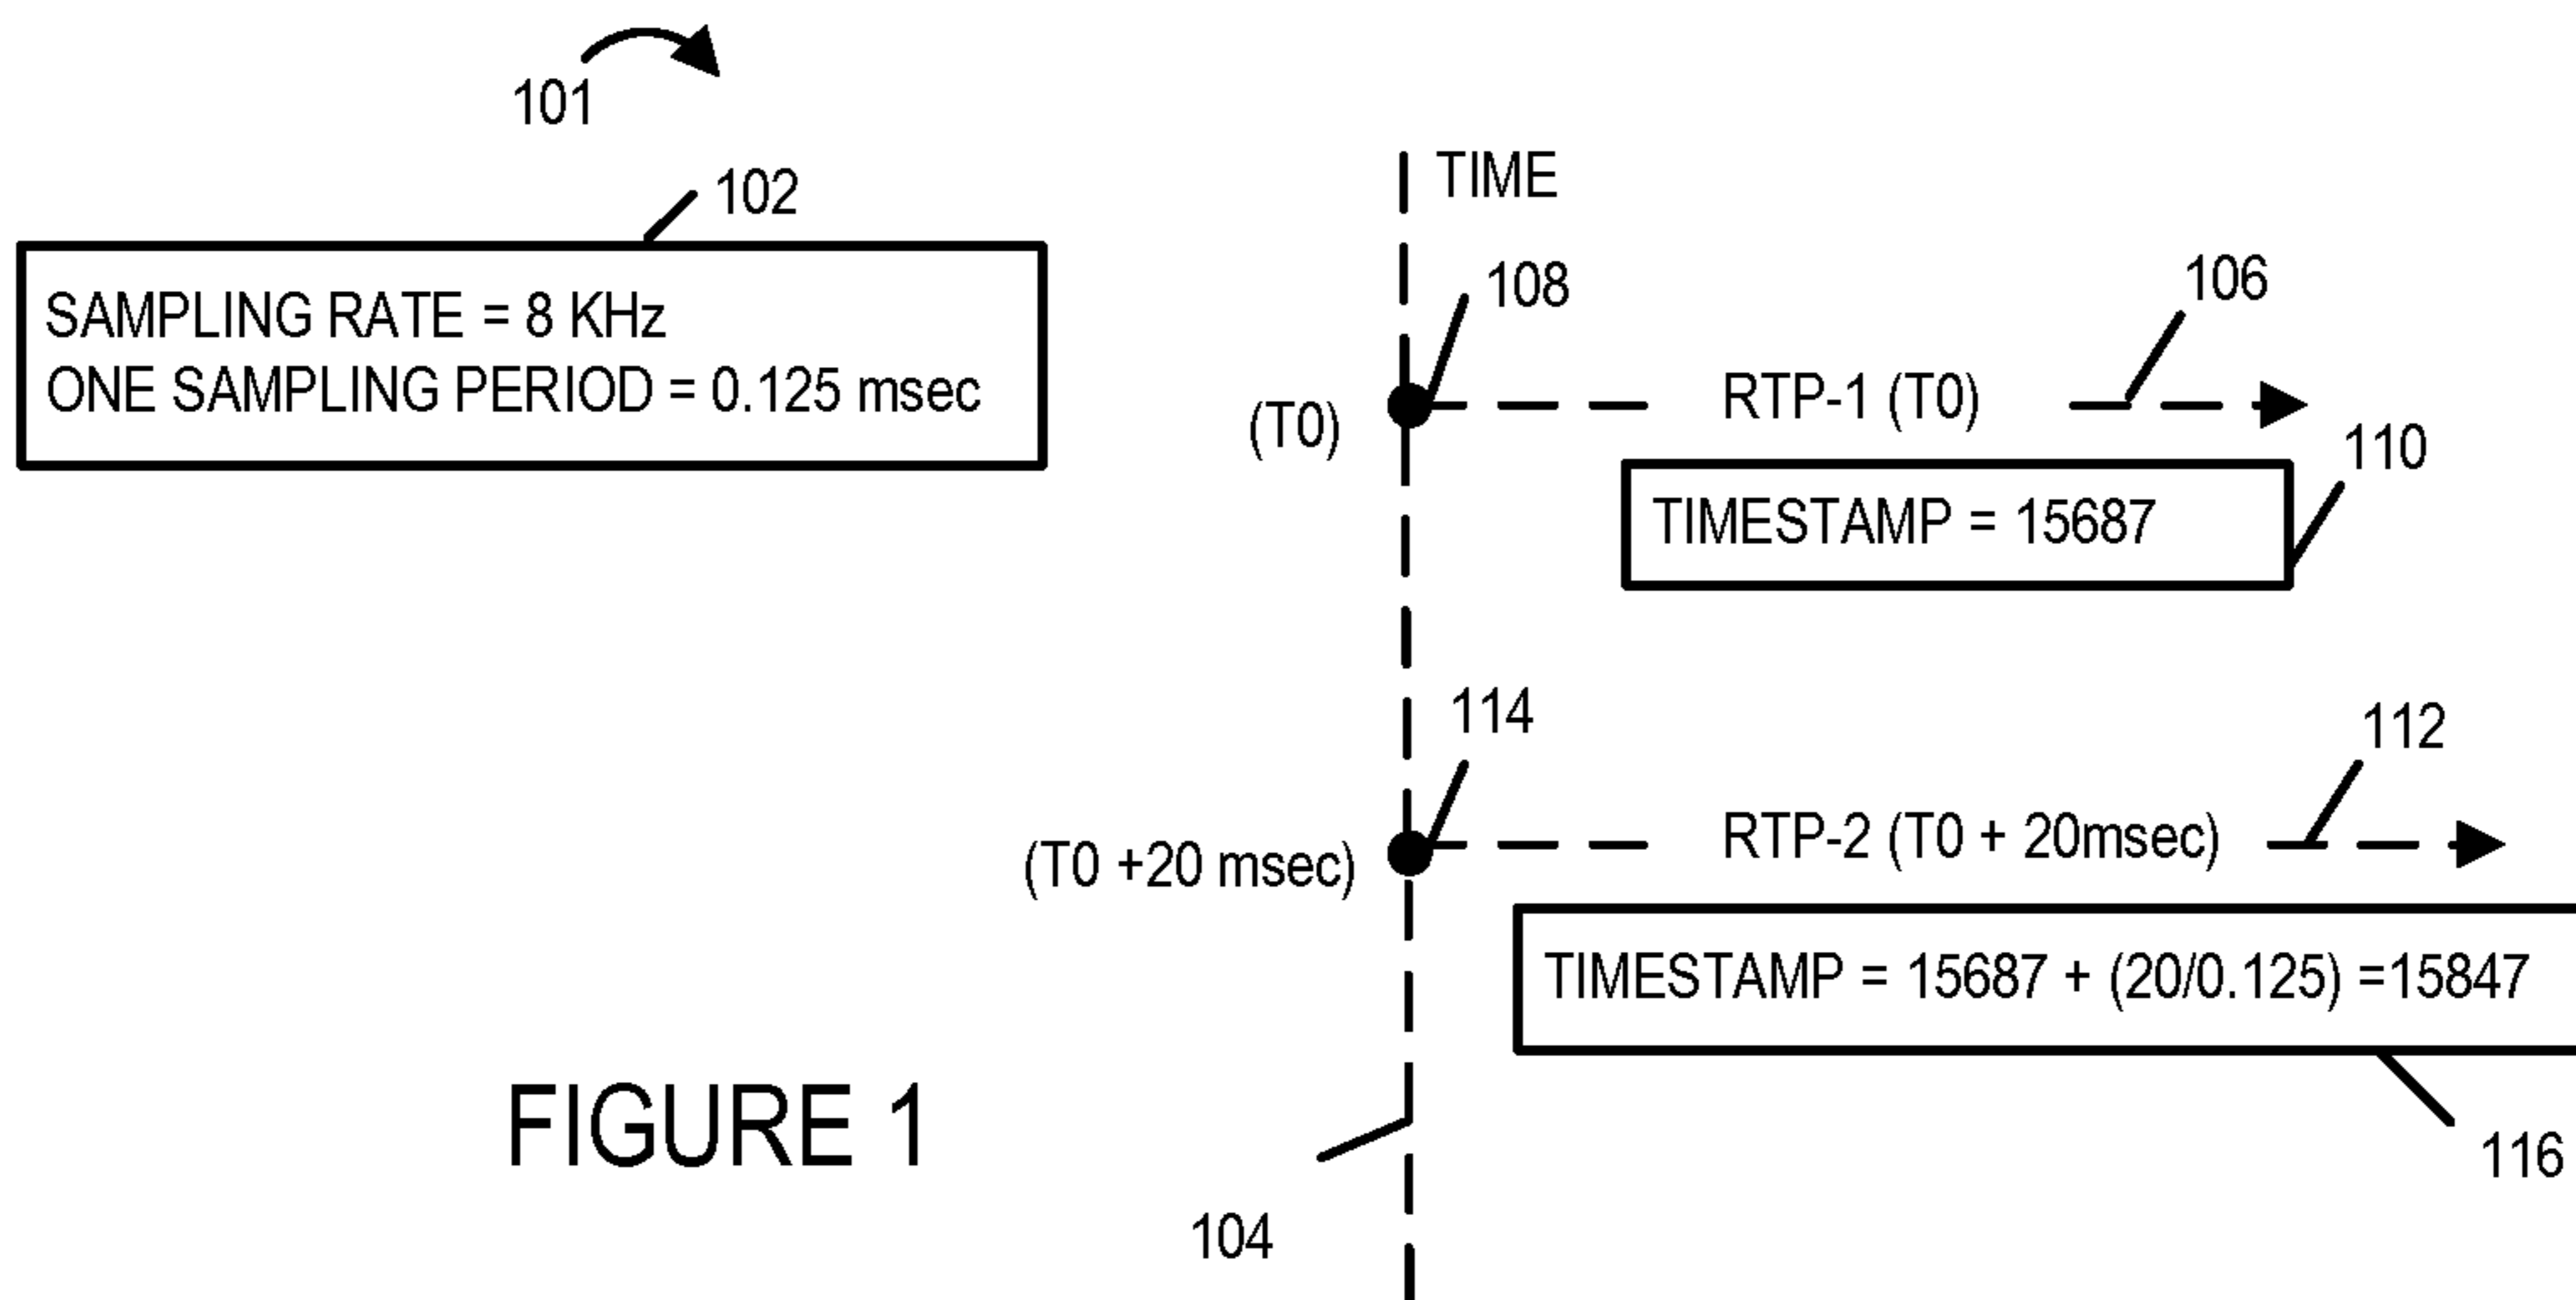 101
102
SAMPLING RATE = 8 KHz
ONE SAMPLING PERIOD = 0.125 msec
TIME
108
106
(T0)
RTP-1 (T0)
110
TIMESTAMP = 15687
114
112
(T0 +20 msec)
RTP-2 (T0 + 20msec)
TIMESTAMP = 15687 + (20/0.125) =15847
116
104
FIGURE 1